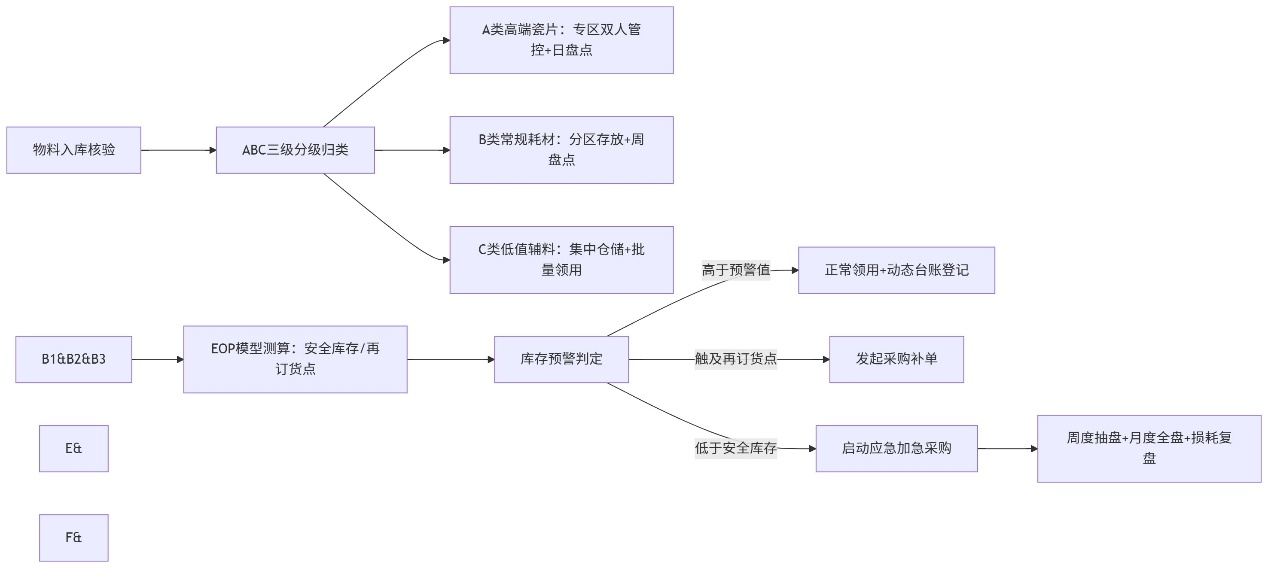 A类高端瓷片：专区双人管
控+日盘点
物料入库核验
ABC三级分级归类
B类常规耗材：分区存放+周
盘点
C类低值辅料：集中仓储+批
量领用
高于预警值
正常领用+动态台账登记
B1&B2&B3
EOP模型测算：安全库存/再
订货点
库存预警判定
触及再订货点
发起采购补单
低于安全库存
启动应急加急采购
周度抽盘+月度全盘+损耗复
盘
E&
F&